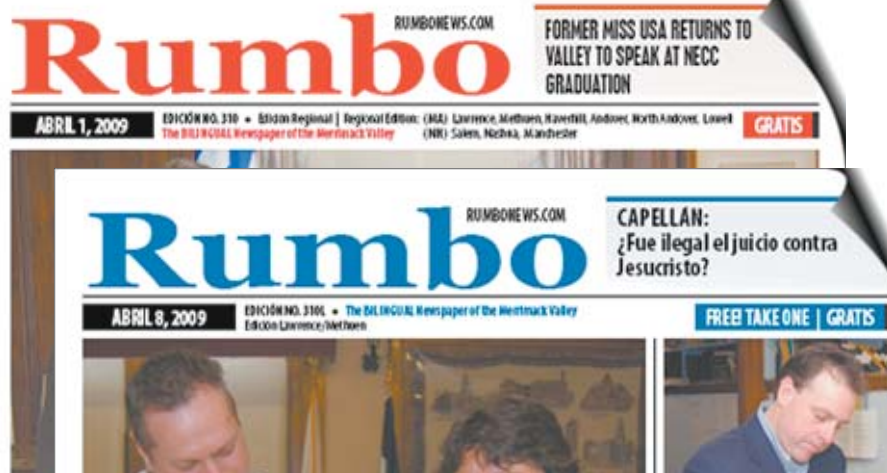 RUMBONEWS.COM
Rumbo
FORMER MISS USA RETURNS TO
VALLEY TO SPEAK AT NECC
GRADUATION
ABRIL 1, 2009
EDICIÓN NO. 310 • Edición Regional | Regional Edition: (MA) Lawrence, Methuen, Haverhill, Andover, North Andover, Lowell
The BILINGUAL Newspaper of the Merrimack Valley (NH) Salem, Nashua, Manchester
GRATIS
RUMBONEWS.COM
Rumbo
CAPELLÁN:
¿Fue ilegal el juicio contra
Jesucristo?
ABRIL 8, 2009
EDICIÓN NO. 310L • The BILINGUAL Newspaper of the Merrimack Valley
Edición Lawrence/Methuen
FREE! TAKE ONE | GRATIS